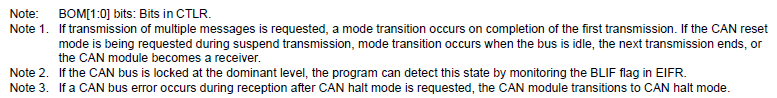 Note: BOM[1:0] bits: Bits in CTLR.
Note 1. If transmission of multiple messages is requested, a mode transition occurs on completion of the first transmission. If the CAN reset
mode is being requested during suspend transmission, mode transition occurs when the bus is idle, the next transmission ends, or
the CAN module becomes a receiver.
Note 2. If the CAN bus is locked at the dominant level, the program can detect this state by monitoring the BLIF flag in EIFR.
Note 3. If a CAN bus error occurs during reception after CAN halt mode is requested, the CAN module transitions to CAN halt mode.